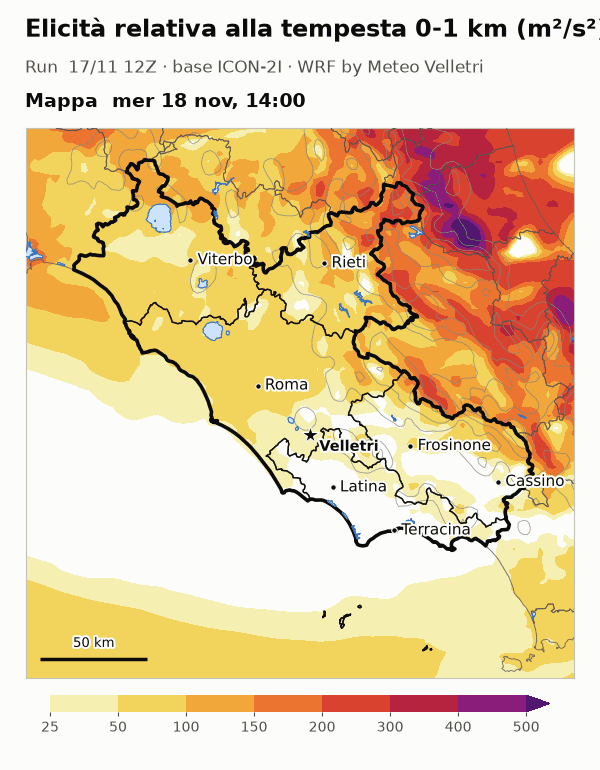 Elicità relativa alla tempesta 0-1 km (m²/s²)
Run  17/11 12Z · base ICON-2I · WRF by Meteo Velletri
Mappa  mer 18 nov, 14:00
Viterbo
Rieti
Roma
Velletri
Frosinone
Latina
Cassino
Terracina
50 km
25 50 100 150 200 300 400 500